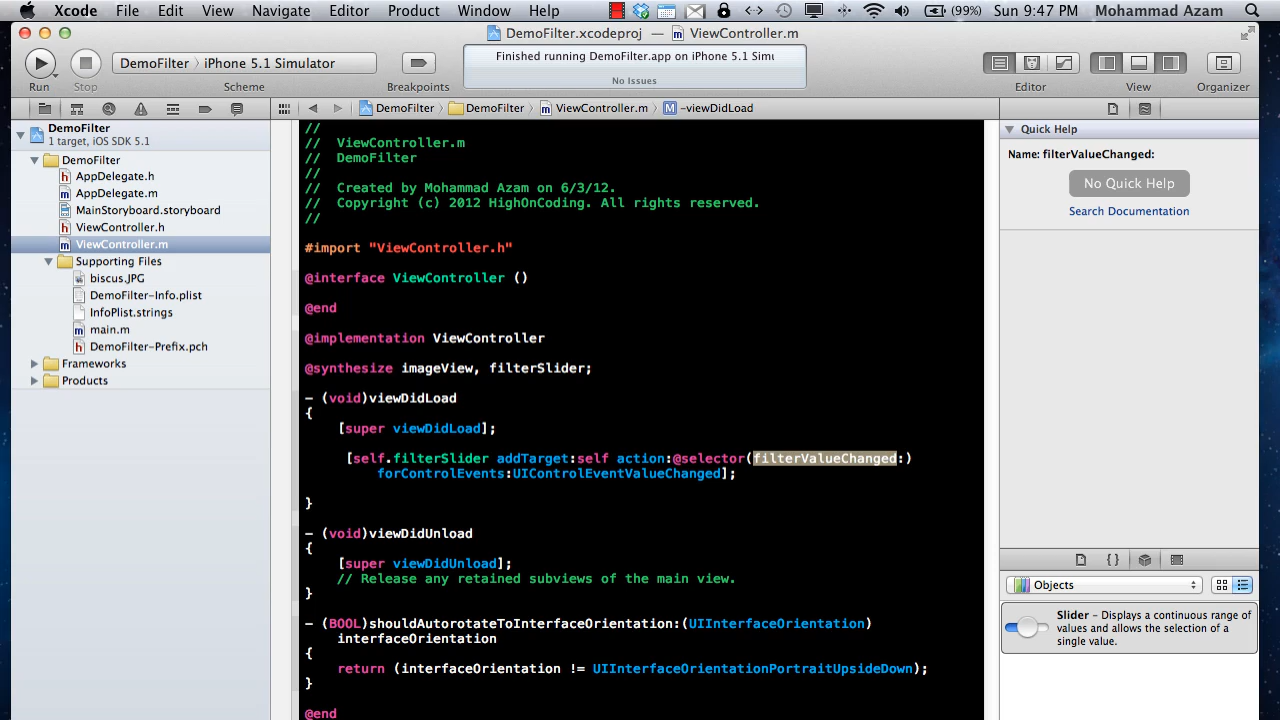 Xcode File Edit View Navigate Editor Product Window Help (99%) Sun 9:47 PM Mohammad Azam
DemoFilter.xcodeproj — ViewController.m
Run Stop DemoFilter › iPhone 5.1 Simulator Scheme Breakpoints
Finished running DemoFilter.app on iPhone 5.1 Simu
No Issues
Editor View Organizer
DemoFilter DemoFilter ViewController.m M -viewDidLoad
DemoFilter
1 target, iOS SDK 5.1
DemoFilter
h AppDelegate.h
m AppDelegate.m
MainStoryboard.storyboard
h ViewController.h
m ViewController.m
Supporting Files
biscus.JPG
DemoFilter-Info.plist
InfoPlist.strings
m main.m
h DemoFilter-Prefix.pch
Frameworks
Products
//
//  ViewController.m
//  DemoFilter
//
//  Created by Mohammad Azam on 6/3/12.
//  Copyright (c) 2012 HighOnCoding. All rights reserved.
//
#import "ViewController.h"
@interface ViewController ()
@end
@implementation ViewController
@synthesize imageView, filterSlider;
- (void)viewDidLoad
{
[super viewDidLoad];
[self.filterSlider addTarget:self action:@selector(filterValueChanged:)
forControlEvents:UIControlEventValueChanged];
}
- (void)viewDidUnload
{
[super viewDidUnload];
// Release any retained subviews of the main view.
}
- (BOOL)shouldAutorotateToInterfaceOrientation:(UIInterfaceOrientation)
interfaceOrientation
{
return (interfaceOrientation != UIInterfaceOrientationPortraitUpsideDown);
}
@end
Quick Help
Name: filterValueChanged:
No Quick Help
Search Documentation
{ }
Objects
Slider – Displays a continuous range of
values and allows the selection of a
single value.